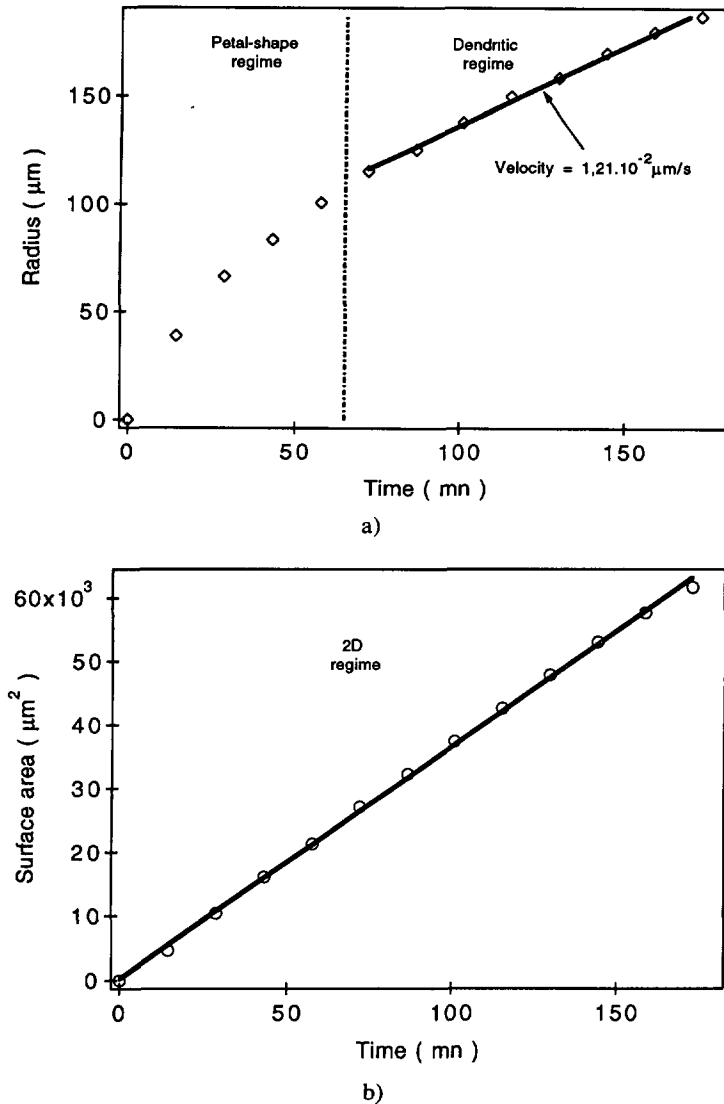 Petal-shape
regime
Dendritic
regime
150
100
50
0
Radius ( μm )
Velocity = 1,21.10⁻² μm/s
0 50 100 150
Time ( mn )
a)
60x10³
50
40
30
20
10
0
Surface area ( μm² )
2D
regime
0 50 100 150
Time ( mn )
b)